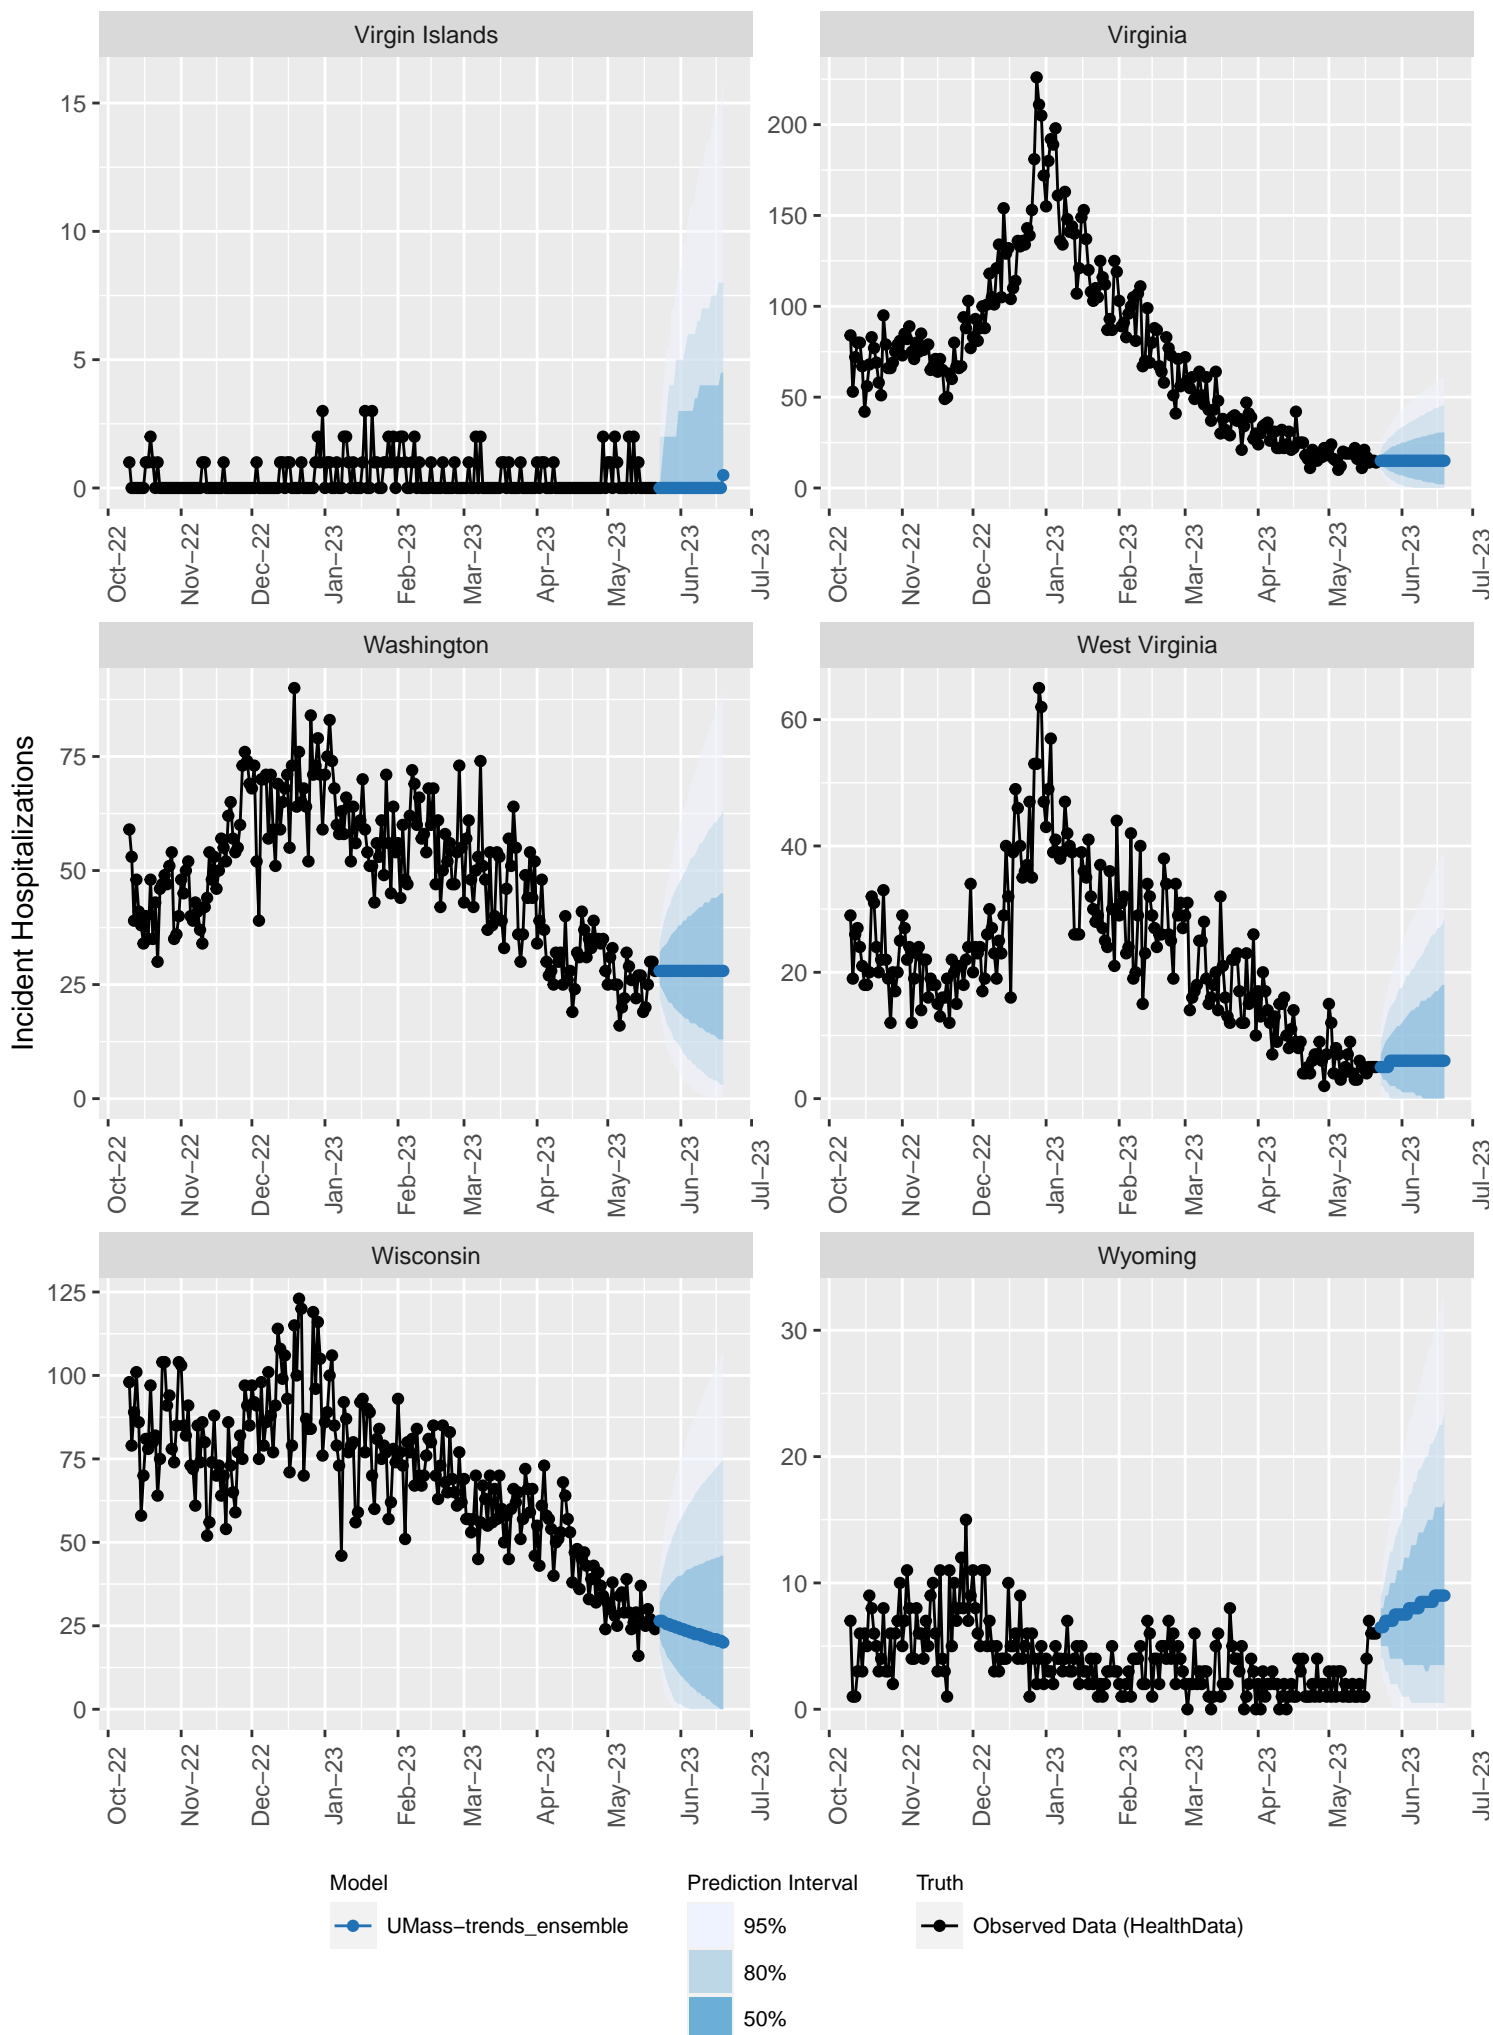 Virgin Islands
Virginia
15
10
5
0
200
150
100
50
0
Oct−22
Nov−22
Dec−22
Jan−23
Feb−23
Mar−23
Apr−23
May−23
Jun−23
Jul−23
Oct−22
Nov−22
Dec−22
Jan−23
Feb−23
Mar−23
Apr−23
May−23
Jun−23
Jul−23
Incident Hospitalizations
Washington
West Virginia
75
50
25
0
60
40
20
0
Oct−22
Nov−22
Dec−22
Jan−23
Feb−23
Mar−23
Apr−23
May−23
Jun−23
Jul−23
Oct−22
Nov−22
Dec−22
Jan−23
Feb−23
Mar−23
Apr−23
May−23
Jun−23
Jul−23
Wisconsin
Wyoming
125
100
75
50
25
0
30
20
10
0
Oct−22
Nov−22
Dec−22
Jan−23
Feb−23
Mar−23
Apr−23
May−23
Jun−23
Jul−23
Oct−22
Nov−22
Dec−22
Jan−23
Feb−23
Mar−23
Apr−23
May−23
Jun−23
Jul−23
Model
UMass−trends_ensemble
Prediction Interval
95%
80%
50%
Truth
Observed Data (HealthData)